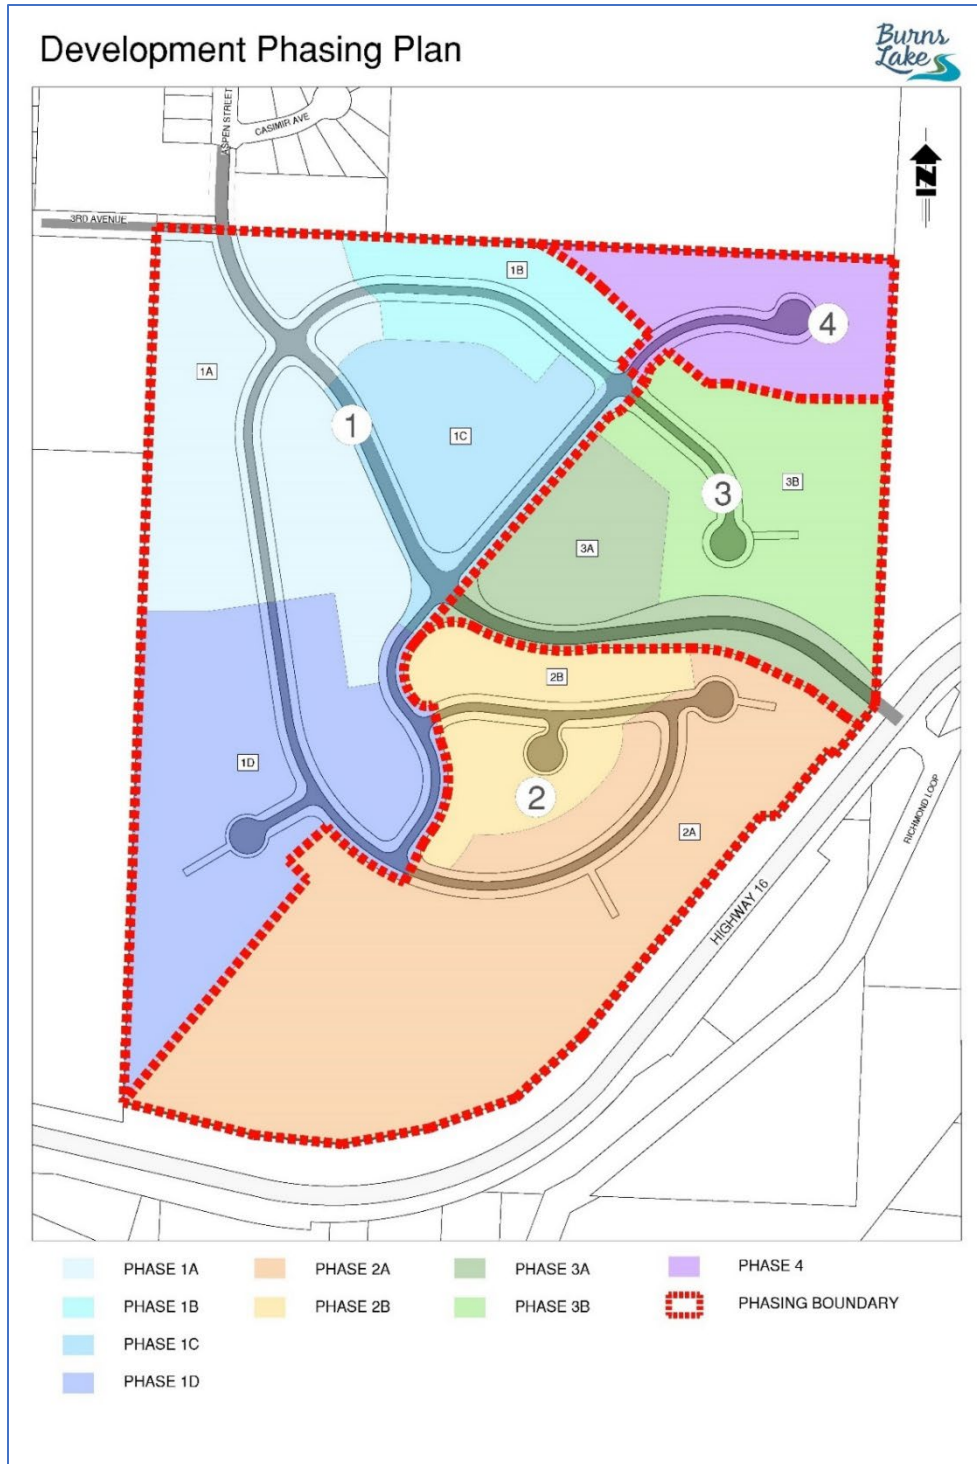 Development Phasing Plan
Burns
Lake
ASPEN STREET
CASIMIR AVE
3RD AVENUE
N
1B
4
1A
1
1C
3B
3
3A
2B
1D
2
2A
RICHMOND LOOP
HIGHWAY 16
PHASE 1A
PHASE 2A
PHASE 3A
PHASE 4
PHASE 1B
PHASE 2B
PHASE 3B
PHASING BOUNDARY
PHASE 1C
PHASE 1D